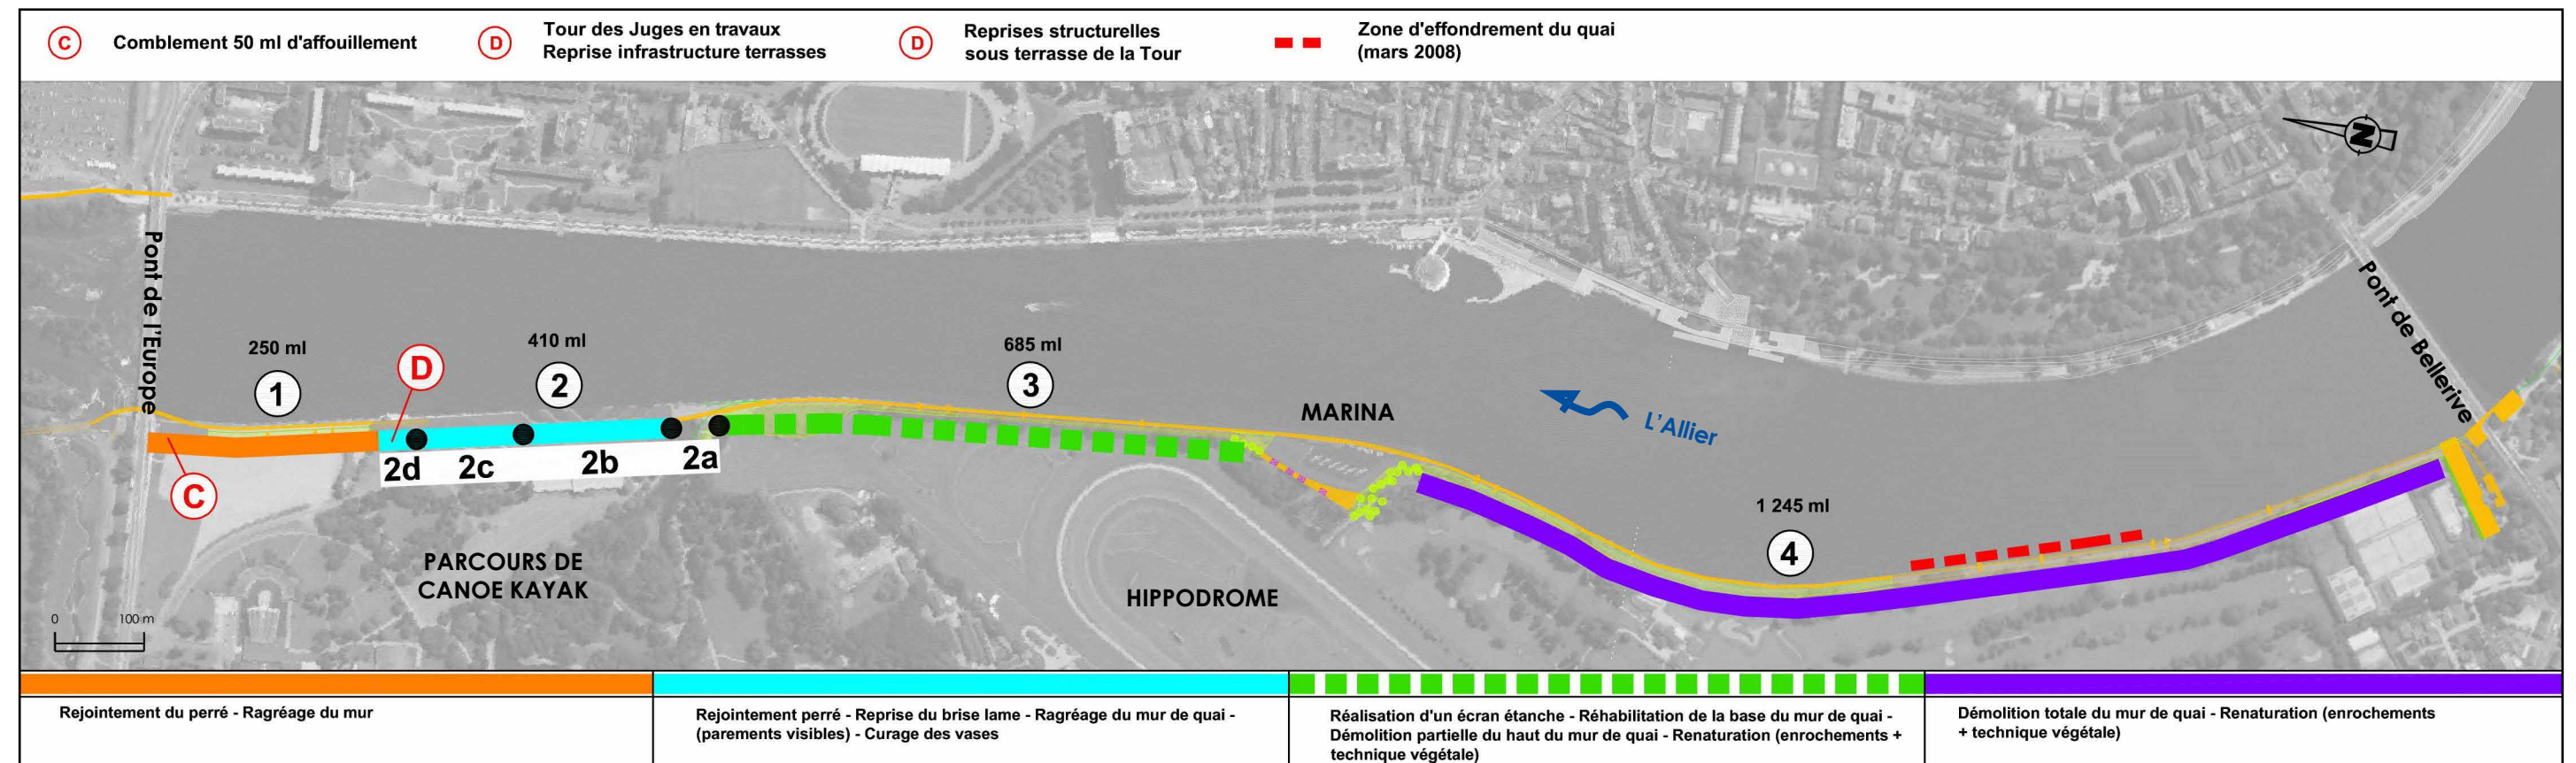 C Comblement 50 ml d'affouillement
D Tour des Juges en travaux
Reprise infrastructure terrasses
D Reprises structurelles
sous terrasse de la Tour
Zone d'effondrement du quai
(mars 2008)
N
Pont de l'Europe
Pont de Bellerive
250 ml
1
D
410 ml
2
685 ml
3
MARINA
L'Allier
2d 2c 2b 2a
C
1 245 ml
4
PARCOURS DE
CANOE KAYAK
HIPPODROME
0 100 m
Rejointement du perré - Ragréage du mur
Rejointement perré - Reprise du brise lame - Ragréage du mur de quai -
(parements visibles) - Curage des vases
Réalisation d'un écran étanche - Réhabilitation de la base du mur de quai -
Démolition partielle du haut du mur de quai - Renaturation (enrochements +
technique végétale)
Démolition totale du mur de quai - Renaturation (enrochements
+ technique végétale)